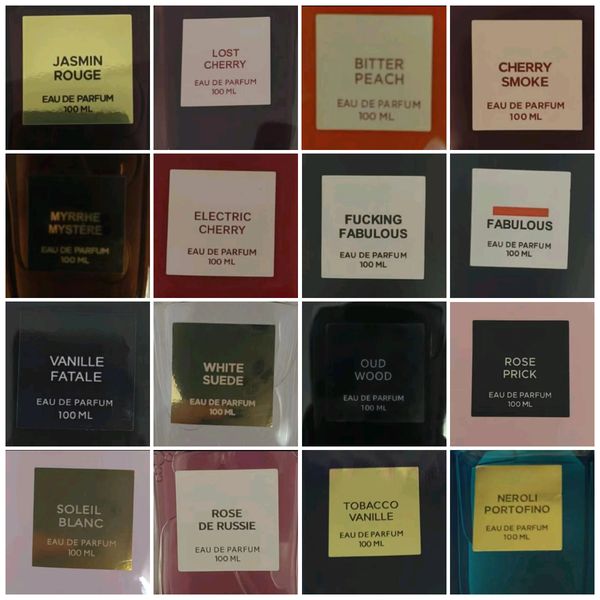 JASMIN
ROUGE
EAU DE PARFUM
100 ML
LOST
CHERRY
EAU DE PARFUM
100 ML
BITTER
PEACH
EAU DE PARFUM
100 ML
CHERRY
SMOKE
EAU DE PARFUM
100 ML
MYRRHE
MYSTÈRE
EAU DE PARFUM
100 ML
ELECTRIC
CHERRY
EAU DE PARFUM
100 ML
FUCKING
FABULOUS
EAU DE PARFUM
100 ML
FABULOUS
EAU DE PARFUM
100 ML
VANILLE
FATALE
EAU DE PARFUM
100 ML
WHITE
SUEDE
EAU DE PARFUM
100 ML
OUD
WOOD
EAU DE PARFUM
100 ML
ROSE
PRICK
EAU DE PARFUM
100 ML
SOLEIL
BLANC
EAU DE PARFUM
100 ML
ROSE
DE RUSSIE
EAU DE PARFUM
100 ML
TOBACCO
VANILLE
EAU DE PARFUM
100 ML
NEROLI
PORTOFINO
EAU DE PARFUM
100 ML